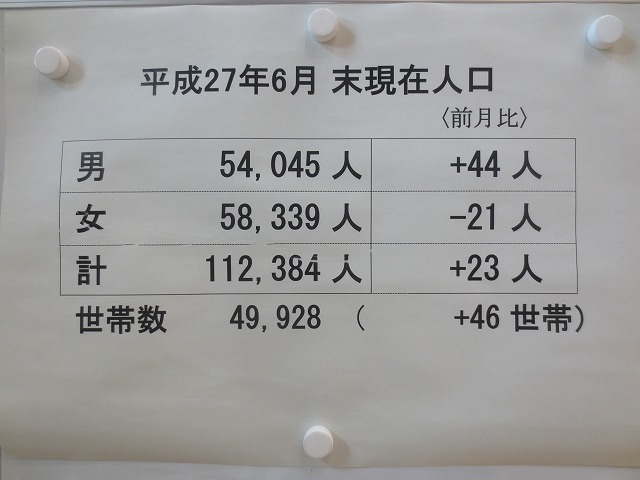 平成27年6月 末現在人口
〈前月比〉
男 54,045 人 +44 人
女 58,339 人 -21 人
計 112,384 人 +23 人
世帯数 49,928 ( +46 世帯)